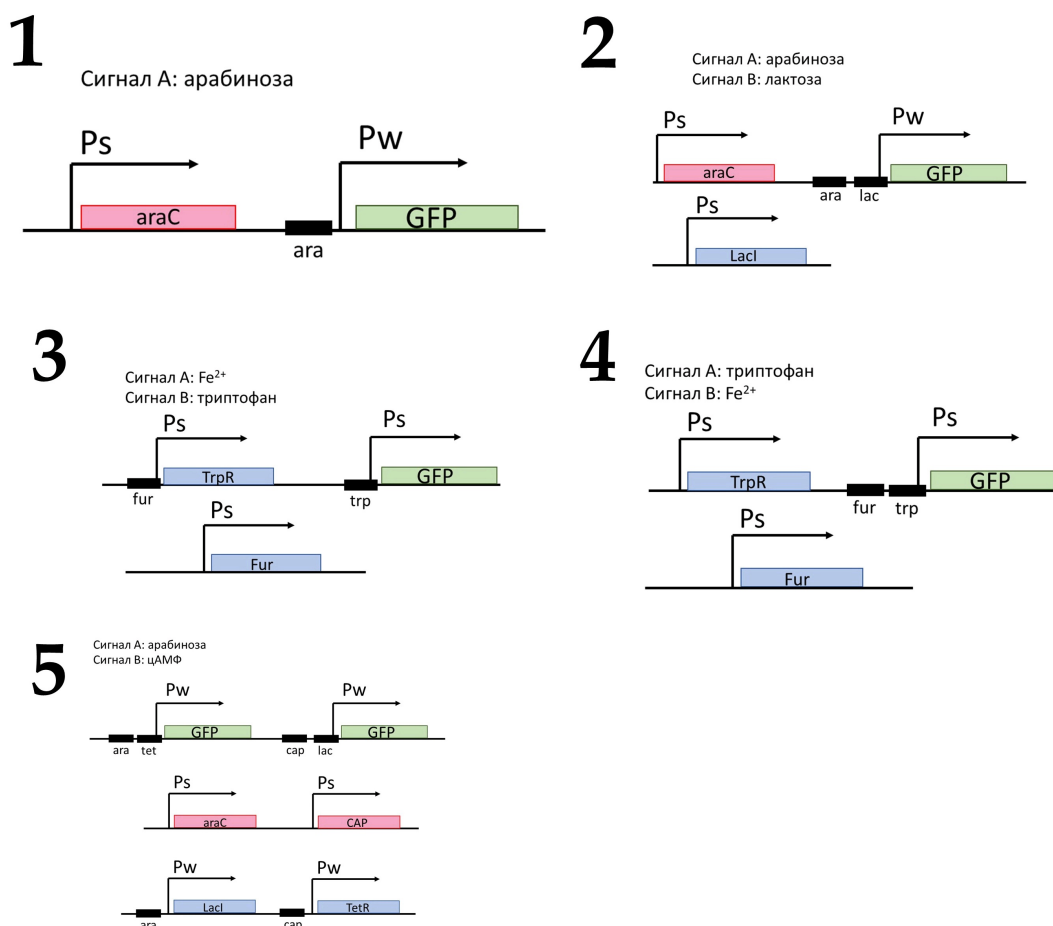 1
Сигнал А: арабиноза
Ps
Pw
araC
GFP
ara
2
Сигнал А: арабиноза
Сигнал В: лактоза
Ps
Pw
araC
GFP
ara
lac
Ps
LacI
3
Сигнал А: Fe²⁺
Сигнал В: триптофан
Ps
Ps
TrpR
GFP
fur
trp
Ps
Fur
4
Сигнал А: триптофан
Сигнал В: Fe²⁺
Ps
Ps
TrpR
GFP
fur
trp
Ps
Fur
5
Сигнал А: арабиноза
Сигнал В: цАМФ
Pw
Pw
GFP
GFP
ara
tet
cap
lac
Ps
Ps
araC
CAP
Pw
Pw
LacI
TetR
ara
cap